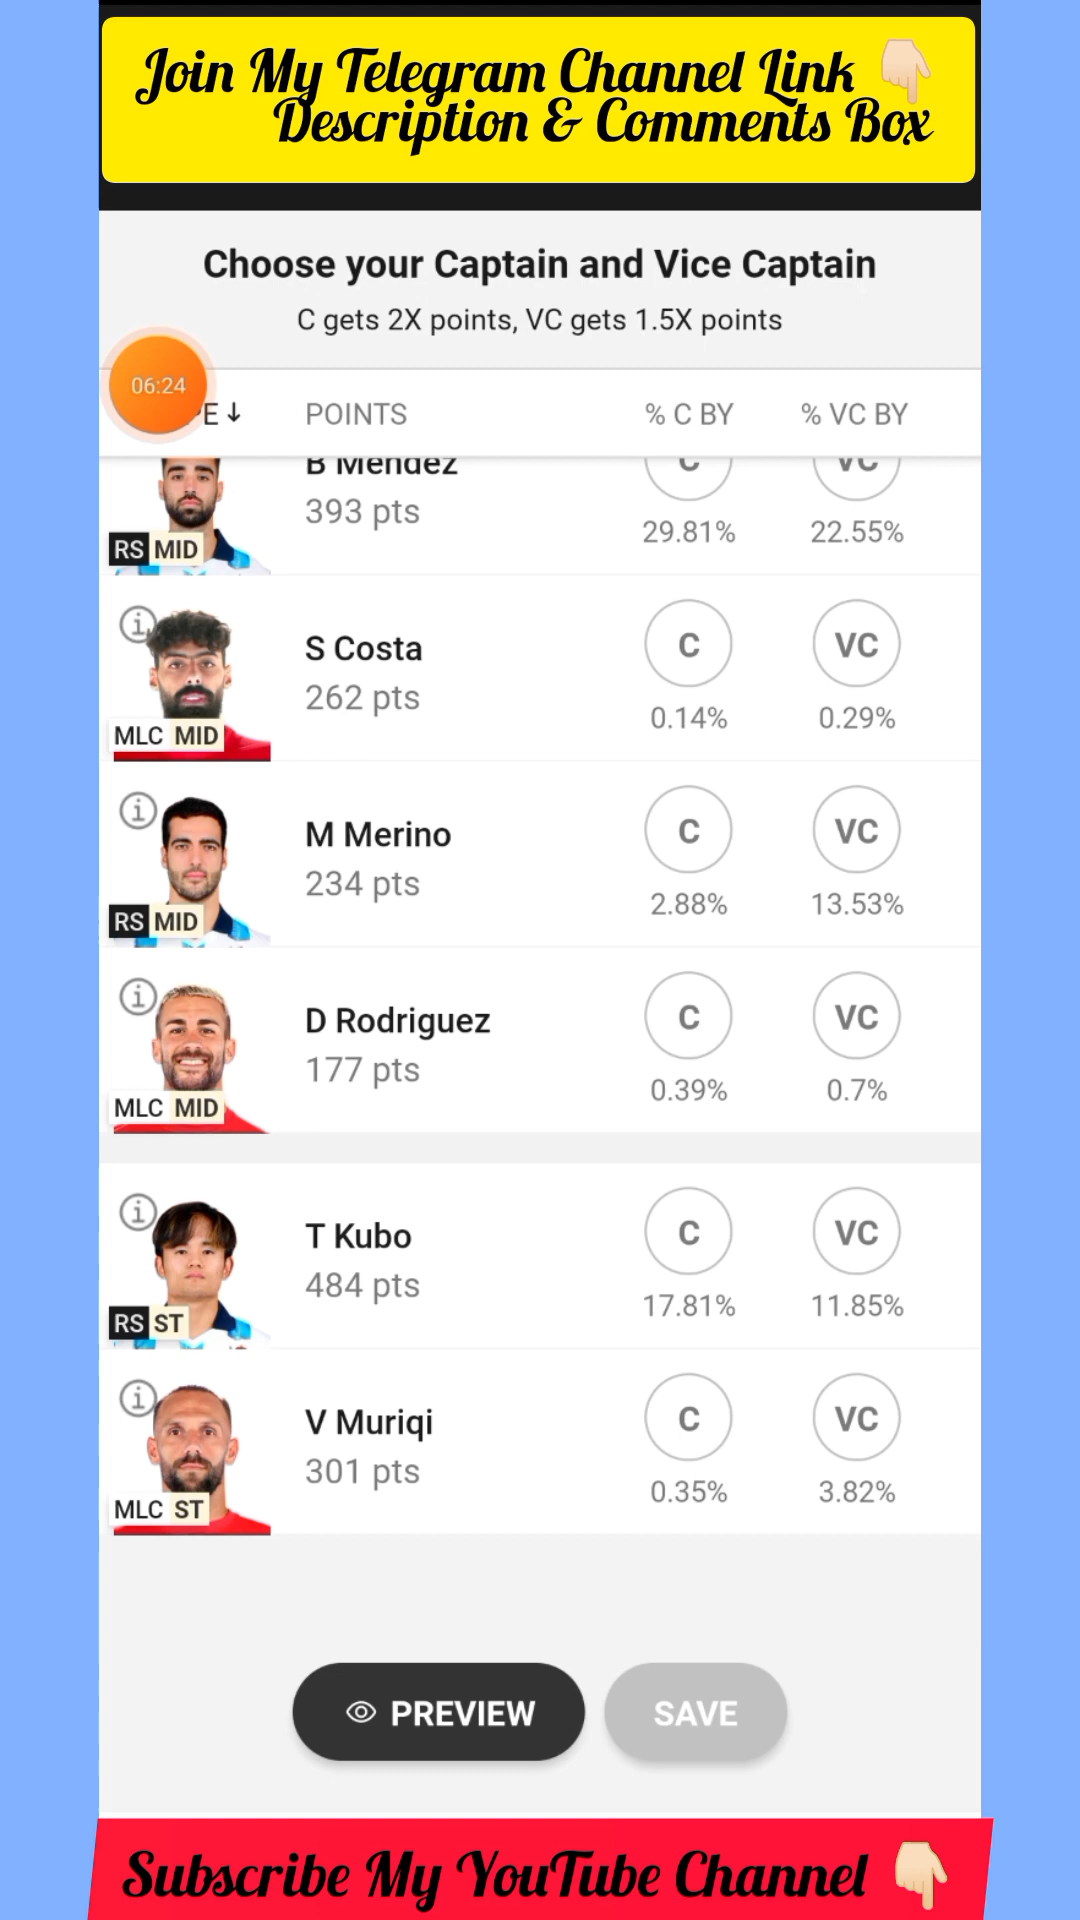 Join My Telegram Channel Link
Description & Comments Box
Choose your Captain and Vice Captain
C gets 2X points, VC gets 1.5X points
06:24
POINTS
% C BY
% VC BY
B Mendez
C
VC
393 pts
29.81%
22.55%
RS MID
S Costa
C
VC
262 pts
0.14%
0.29%
MLC MID
M Merino
C
VC
234 pts
2.88%
13.53%
RS MID
D Rodriguez
C
VC
177 pts
0.39%
0.7%
MLC MID
T Kubo
C
VC
484 pts
17.81%
11.85%
RS ST
V Muriqi
C
VC
301 pts
0.35%
3.82%
MLC ST
PREVIEW
SAVE
Subscribe My YouTube Channel